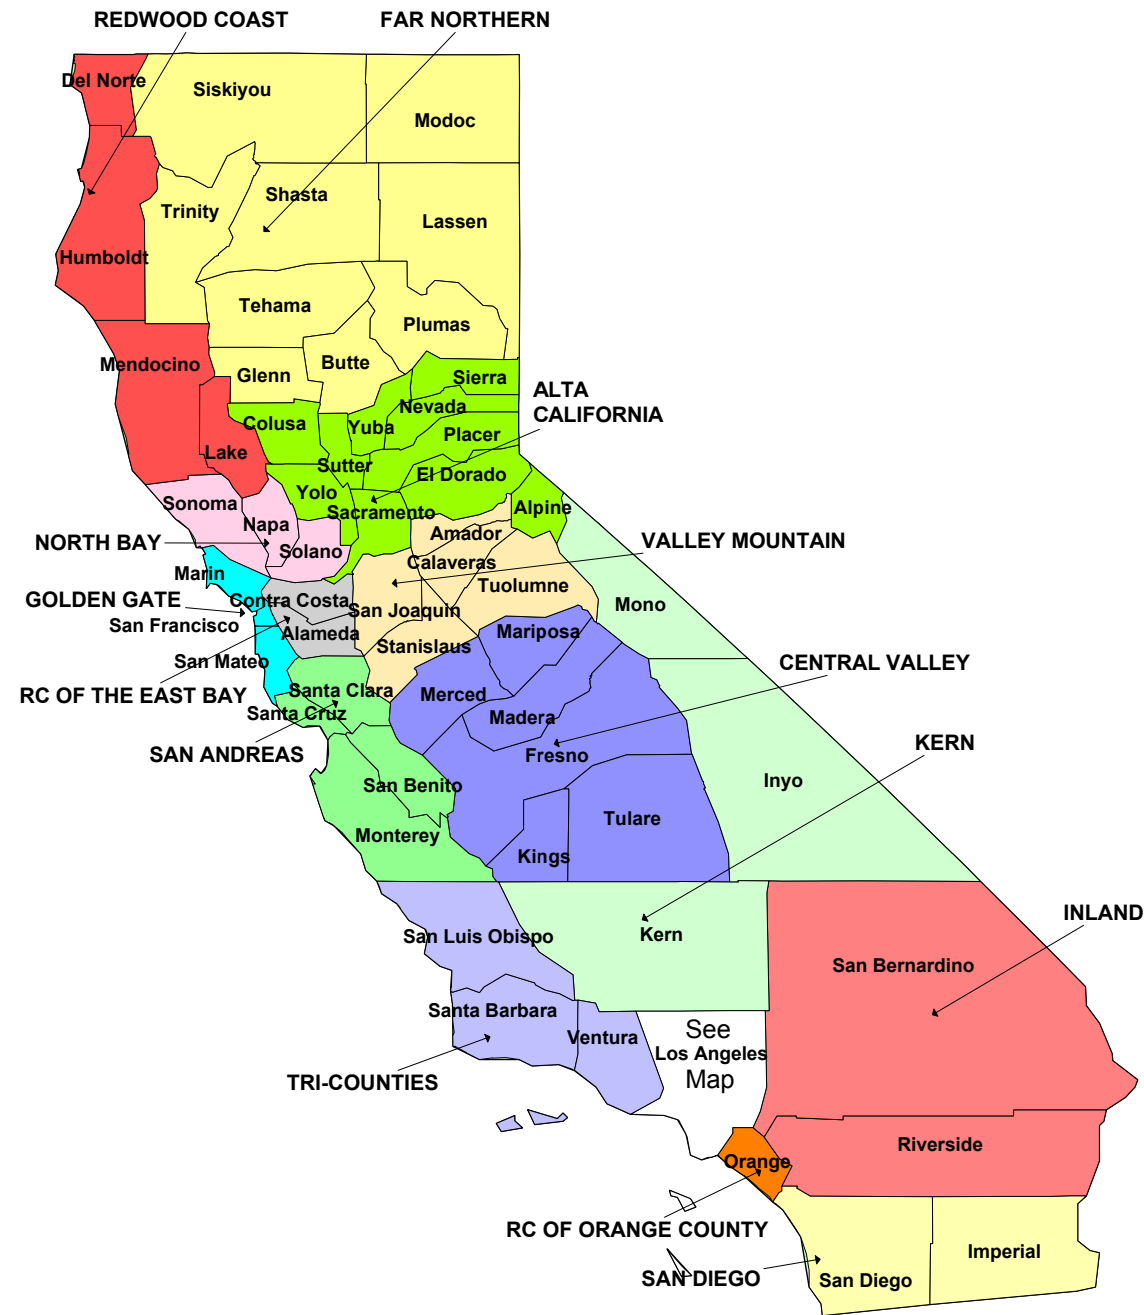 REDWOOD COAST
FAR NORTHERN
Del Norte
Siskiyou
Modoc
Shasta
Trinity
Lassen
Humboldt
Tehama
Plumas
Mendocino
Butte
Glenn
Sierra
ALTA
CALIFORNIA
Nevada
Colusa
Yuba
Placer
Lake
Sutter
El Dorado
Yolo
Sonoma
Sacramento
Alpine
Napa
Amador
NORTH BAY
Solano
VALLEY MOUNTAIN
Calaveras
Marin
Tuolumne
GOLDEN GATE
Contra Costa
San Joaquin
Mono
San Francisco
Alameda
Mariposa
Stanislaus
San Mateo
CENTRAL VALLEY
RC OF THE EAST BAY
Santa Clara
Merced
Santa Cruz
Madera
SAN ANDREAS
Fresno
KERN
San Benito
Inyo
Tulare
Monterey
Kings
INLAND
San Luis Obispo
Kern
San Bernardino
Santa Barbara
Ventura
See
Los Angeles
Map
TRI-COUNTIES
Riverside
Orange
RC OF ORANGE COUNTY
Imperial
SAN DIEGO
San Diego